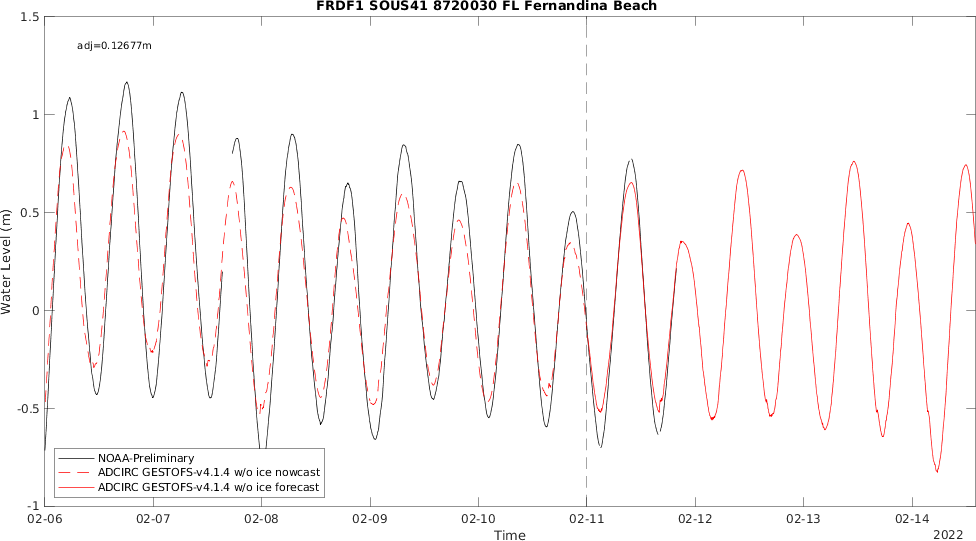 FRDF1 SOUS41 8720030 FL Fernandina Beach
1.5
adj=0.12677m
1
0.5
0
-0.5
-1
Water Level (m)
NOAA-Preliminary
ADCIRC GESTOFS-v4.1.4 w/o ice nowcast
ADCIRC GESTOFS-v4.1.4 w/o ice forecast
02-06 02-07 02-08 02-09 02-10 02-11 02-12 02-13 02-14
Time
2022